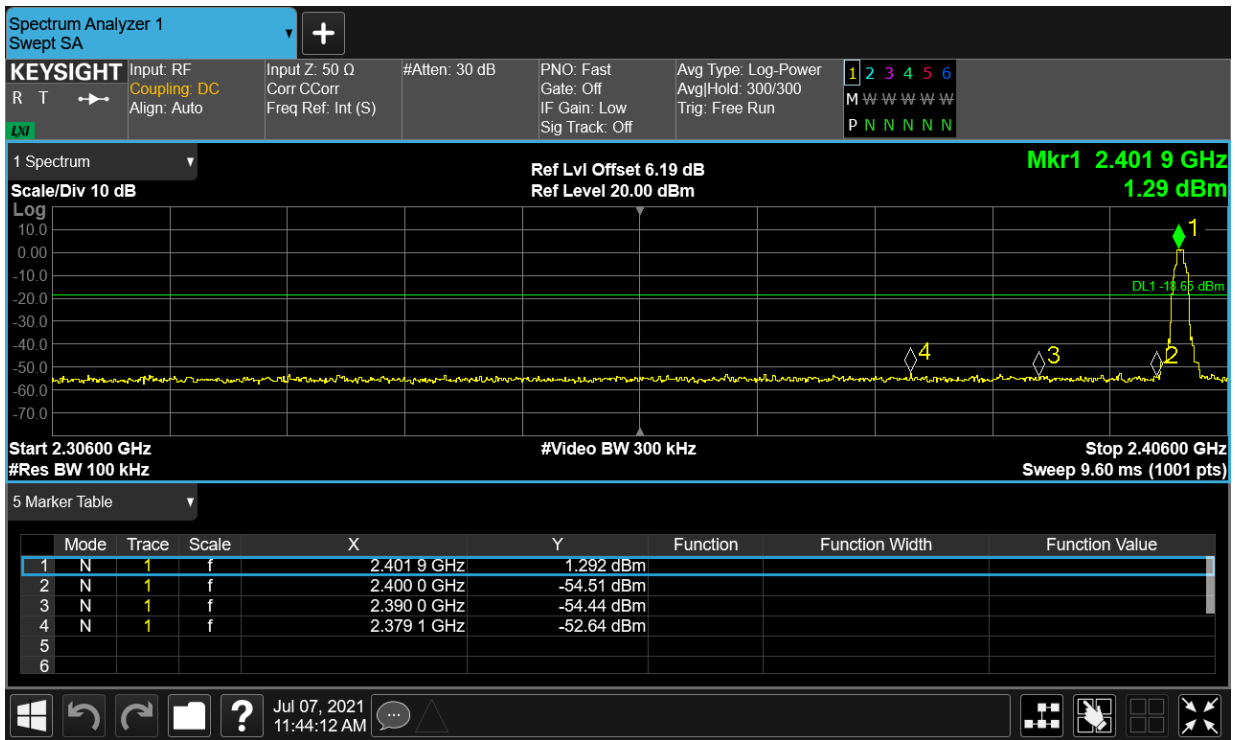 Spectrum Analyzer 1
Swept SA
KEYSIGHT
R T
LXI
Input: RF
Coupling: DC
Align: Auto
Input Z: 50 Ω
Corr CCorr
Freq Ref: Int (S)
#Atten: 30 dB
PNO: Fast
Gate: Off
IF Gain: Low
Sig Track: Off
Avg Type: Log-Power
Avg|Hold: 300/300
Trig: Free Run
1 2 3 4 5 6
M W W W W W
P N N N N N
1 Spectrum
Scale/Div 10 dB
Ref Lvl Offset 6.19 dB
Ref Level 20.00 dBm
Mkr1 2.401 9 GHz
1.29 dBm
Log
10.0
0.00
-10.0
-20.0
-30.0
-40.0
-50.0
-60.0
-70.0
1
DL1 -18.65 dBm
4
3
2
Start 2.30600 GHz
#Res BW 100 kHz
#Video BW 300 kHz
Stop 2.40600 GHz
Sweep 9.60 ms (1001 pts)
5 Marker Table
Mode Trace Scale X Y Function Function Width Function Value
1 N 1 f 2.401 9 GHz 1.292 dBm
2 N 1 f 2.400 0 GHz -54.51 dBm
3 N 1 f 2.390 0 GHz -54.44 dBm
4 N 1 f 2.379 1 GHz -52.64 dBm
5
6
?
Jul 07, 2021
11:44:12 AM